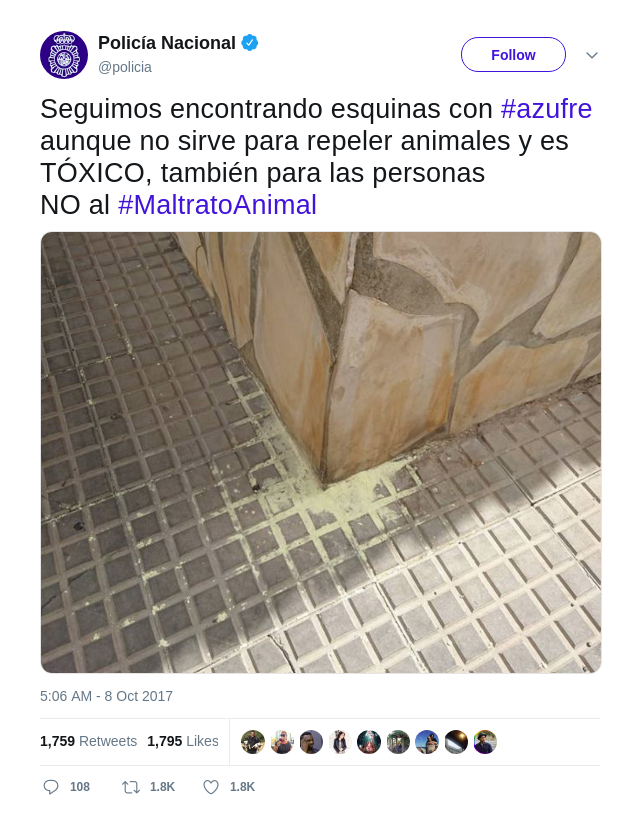 Policía Nacional
@policia
Follow
Seguimos encontrando esquinas con #azufre
aunque no sirve para repeler animales y es
TÓXICO, también para las personas
NO al #MaltratoAnimal
5:06 AM - 8 Oct 2017
1,759 Retweets 1,795 Likes
108 1.8K 1.8K